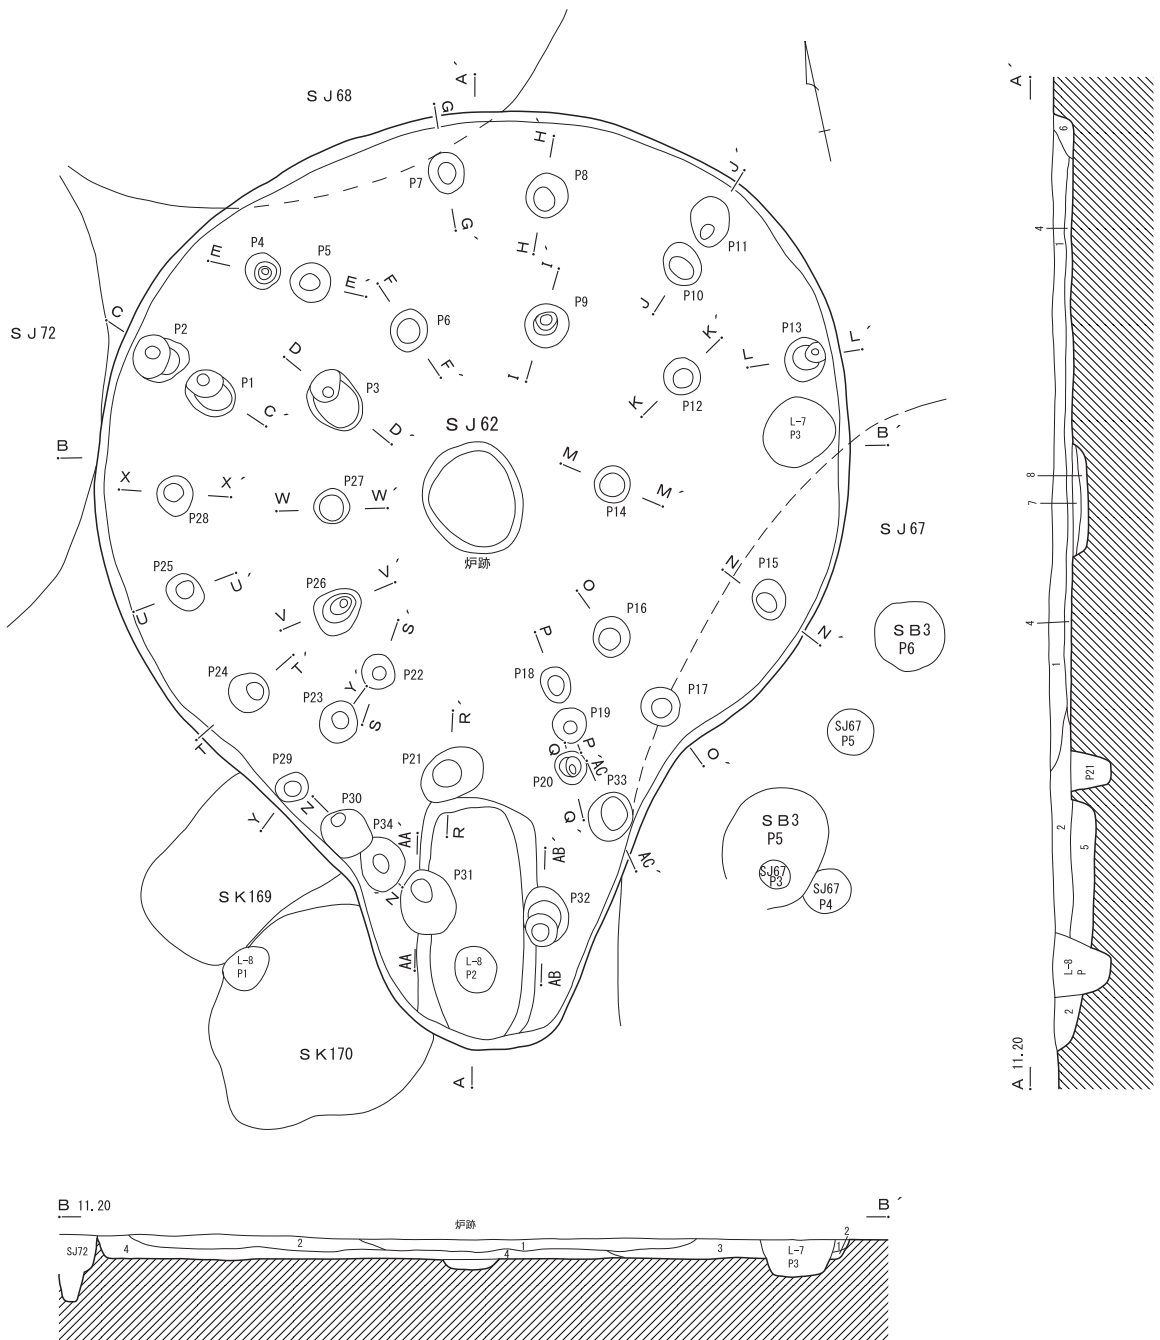 SJ68
A´
G
H´
J´
P7
P8
G´
H
P11
E
P4
P5
E´
F
I´
P10
J
C
SJ72
P2
P6
P9
K´
P13
L´
D
P1
P3
F´
I
L
K
P12
C´
D´
SJ62
L-7
P3
B
B´
X
X´
P28
W
P27
W´
M
M´
P14
SJ67
炉跡
P25
U´
U
P26
V´
V
N
P15
O
P16
S´
P
N´
SB3
P6
P24
T´
P22
Y´
P18
P23
S
P17
T
R´
P19
P21
Q
P´
AC
O´
SJ67
P5
P29
P20
P33
Z
P30
Y
P34
AA´
R
Q´
AB´
AC´
SB3
P5
SJ67
P3
SJ67
P4
SK169
Z´
P31
P32
L-8
P1
AA
L-8
P2
AB
SK170
A
A´
6
4
1
8
7
4
1
P21
2
5
L-8
P
2
A 11.20
B 11.20
B´
炉跡
SJ72
4
2
1
4
3
L-7
P3
1
2